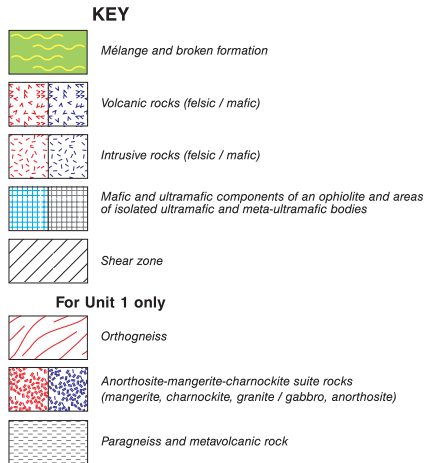 KEY
Mélange and broken formation
Volcanic rocks (felsic / mafic)
Intrusive rocks (felsic / mafic)
Mafic and ultramafic components of an ophiolite and areas
of isolated ultramafic and meta-ultramafic bodies
Shear zone
For Unit 1 only
Orthogneiss
Anorthosite-mangerite-charnockite suite rocks
(mangerite, charnockite, granite / gabbro, anorthosite)
Paragneiss and metavolcanic rock